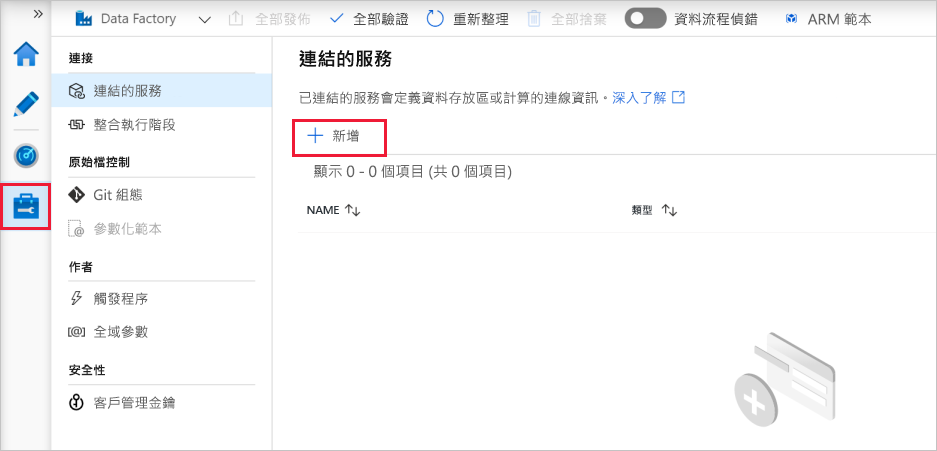 »
Data Factory 全部發佈 全部驗證 重新整理 全部捨棄 資料流程偵錯 ARM 範本
連接
連結的服務
整合執行階段
原始檔控制
Git 組態
參數化範本
作者
觸發程序
全域參數
安全性
客戶管理金鑰
連結的服務
已連結的服務會定義資料存放區或計算的連線資訊。深入了解
新增
顯示 0 - 0 個項目 (共 0 個項目)
NAME 類型